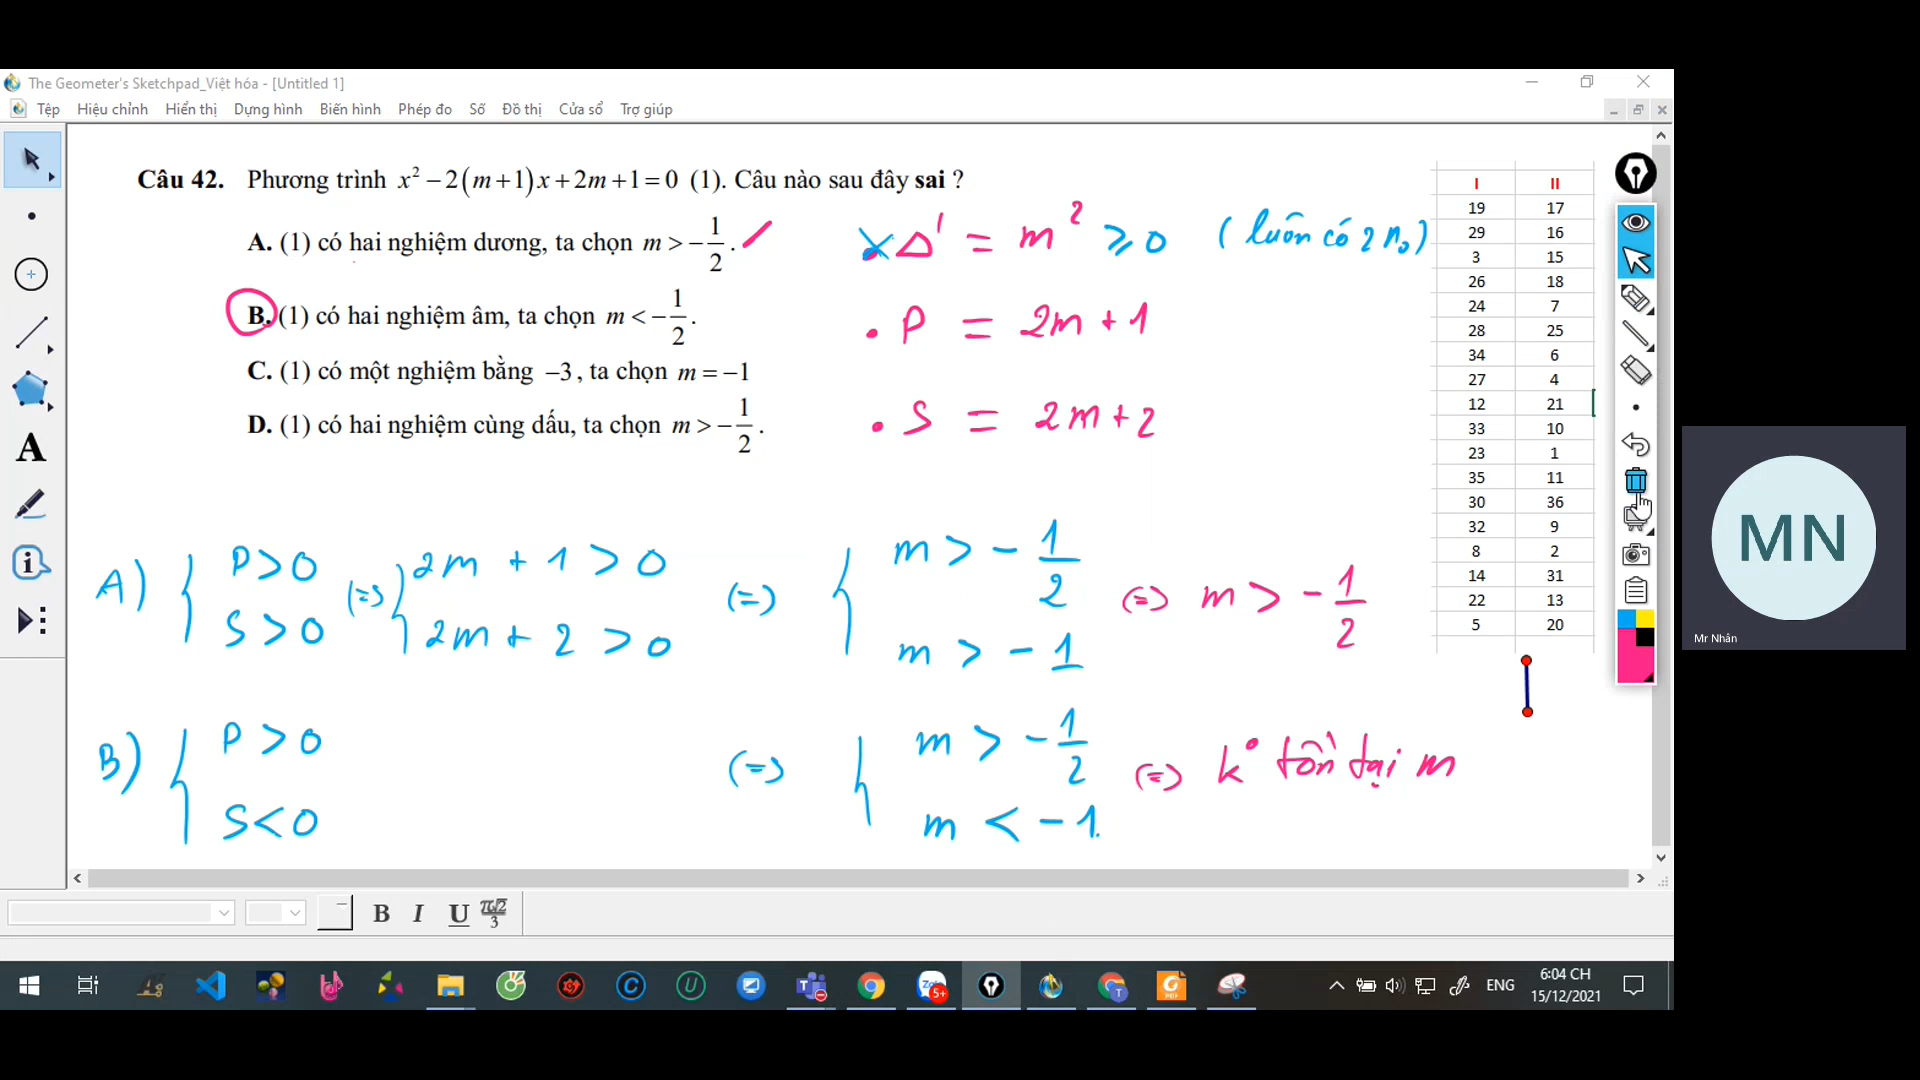 The Geometer's Sketchpad_Việt hóa - [Untitled 1]
Tệp Hiệu chỉnh Hiển thị Dựng hình Biến hình Phép đo Số Đồ thị Cửa sổ Trợ giúp
Câu 42. Phương trình x² − 2(m+1)x + 2m + 1 = 0 (1). Câu nào sau đây sai ?
A. (1) có hai nghiệm dương, ta chọn m > −1/2.
B. (1) có hai nghiệm âm, ta chọn m < −1/2.
C. (1) có một nghiệm bằng −3, ta chọn m = −1
D. (1) có hai nghiệm cùng dấu, ta chọn m > −1/2.
Δ' = m² ⩾ 0 (luôn có 2 n₀)
• P = 2m + 1
• S = 2m + 2
A) { P > 0 (=) { 2m + 1 > 0 (=) { m > −1/2 (=) m > −1/2
S > 0 2m + 2 > 0 m > −1
B) { P > 0 (=) { m > −1/2 (=) k° tồn tại m
S < 0 m < −1.
I II
19 17
29 16
3 15
26 18
24 7
28 25
34 6
27 4
12 21
33 10
23 1
35 11
30 36
32 9
8 2
14 31
22 13
5 20
A
MN
Mr Nhân
B I U
ENG
6:04 CH
15/12/2021
5+